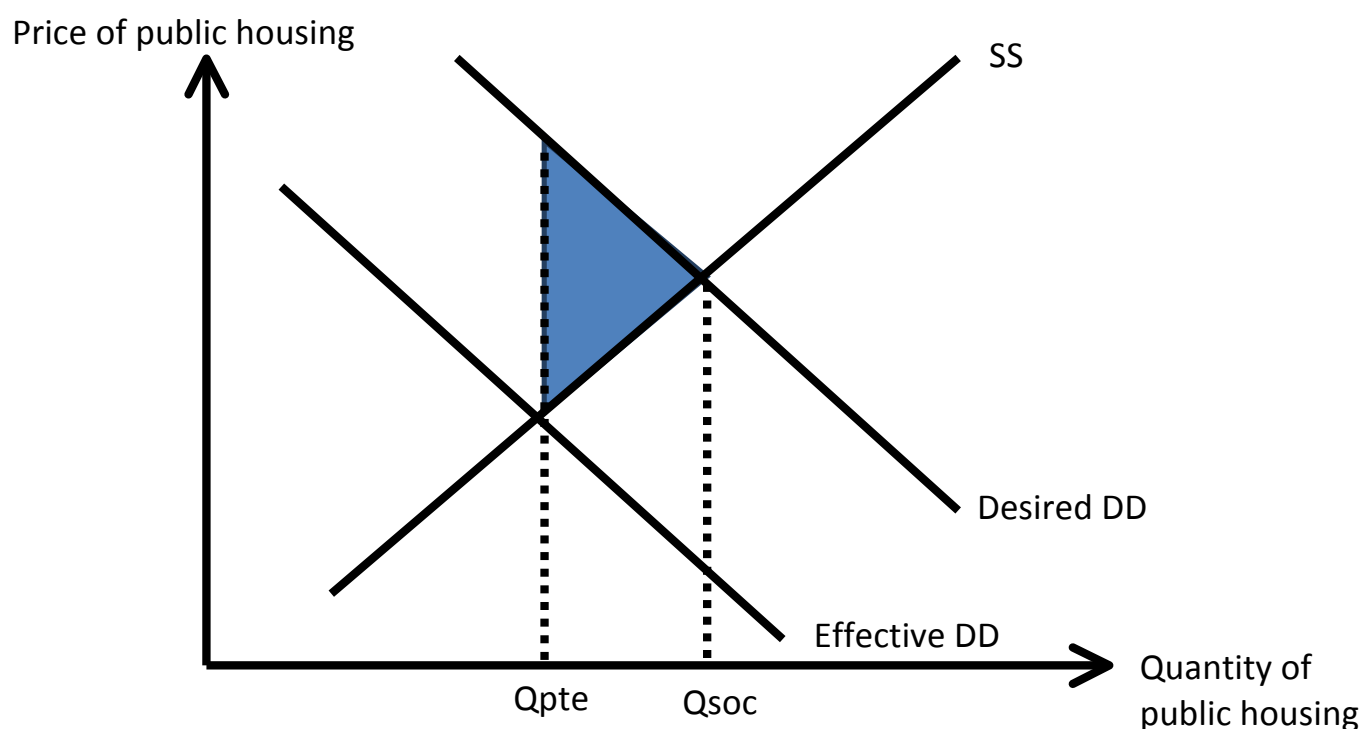 Price of public housing
SS
Desired DD
Effective DD
Quantity of
public housing
Qpte
Qsoc